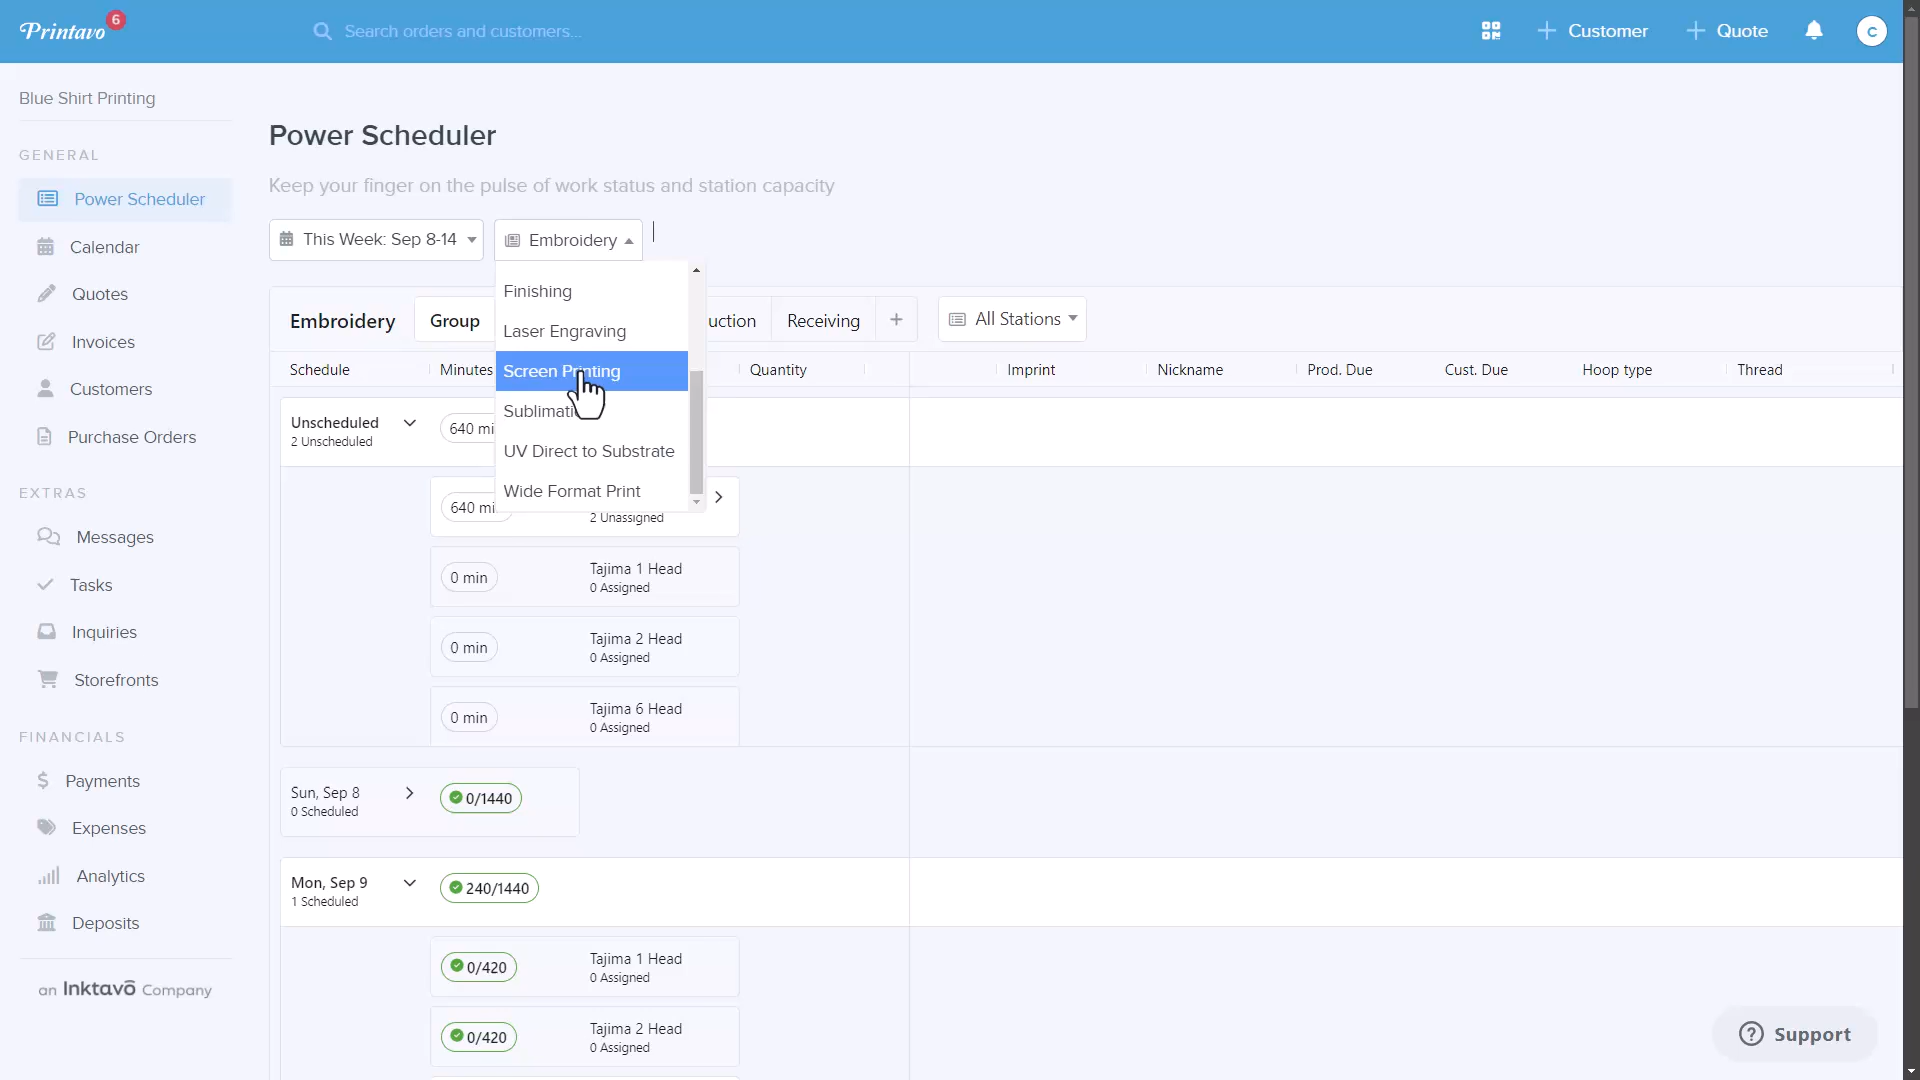 Printavo
6
Search orders and customers...
Customer
Quote
C
Blue Shirt Printing
GENERAL
Power Scheduler
Calendar
Quotes
Invoices
Customers
Purchase Orders
EXTRAS
Messages
Tasks
Inquiries
Storefronts
FINANCIALS
Payments
Expenses
Analytics
Deposits
an Inktavo Company
Power Scheduler
Keep your finger on the pulse of work status and station capacity
This Week: Sep 8-14
Embroidery
Finishing
Laser Engraving
Screen Printing
Sublimati
UV Direct to Substrate
Wide Format Print
Embroidery
Group
uction
Receiving
+
All Stations
Schedule
Minutes
Quantity
Imprint
Nickname
Prod. Due
Cust. Due
Hoop type
Thread
Unscheduled
2 Unscheduled
640 mi
640 mi
2 Unassigned
0 min
Tajima 1 Head
0 Assigned
0 min
Tajima 2 Head
0 Assigned
0 min
Tajima 6 Head
0 Assigned
Sun, Sep 8
0 Scheduled
0/1440
Mon, Sep 9
1 Scheduled
240/1440
0/420
Tajima 1 Head
0 Assigned
0/420
Tajima 2 Head
0 Assigned
Support